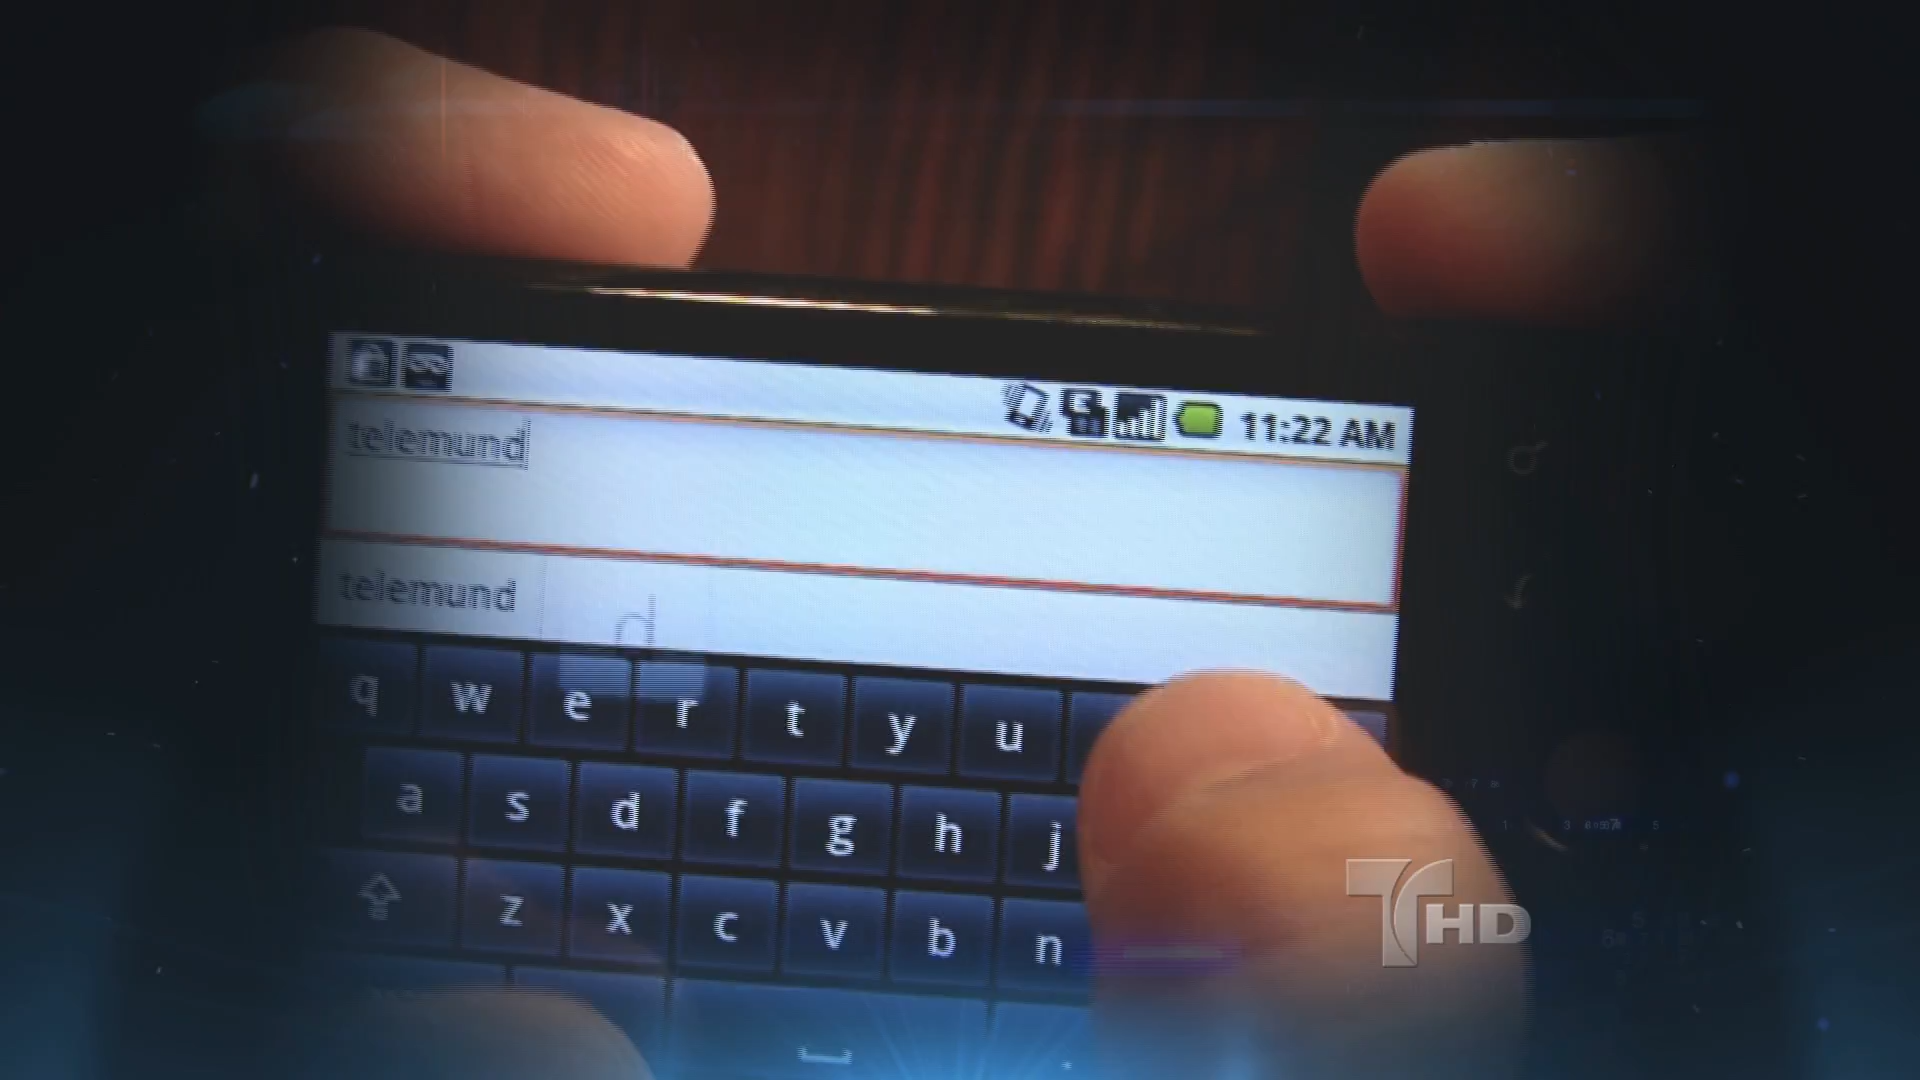 11:22 AM
telemund
telemund
d
q w e r t y u
a s d f g h j
z x c v b n
T HD